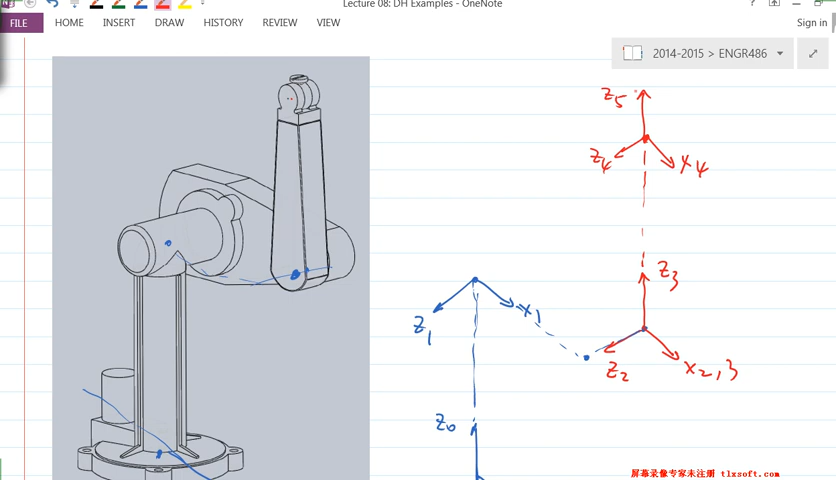 Lecture 08: DH Examples - OneNote
FILE HOME INSERT DRAW HISTORY REVIEW VIEW Sign in
2014-2015 > ENGR486
z5
z4
x4
z3
x1
z1
z2
x2,3
z0
屏幕录像专家未注册 tlxsoft.com